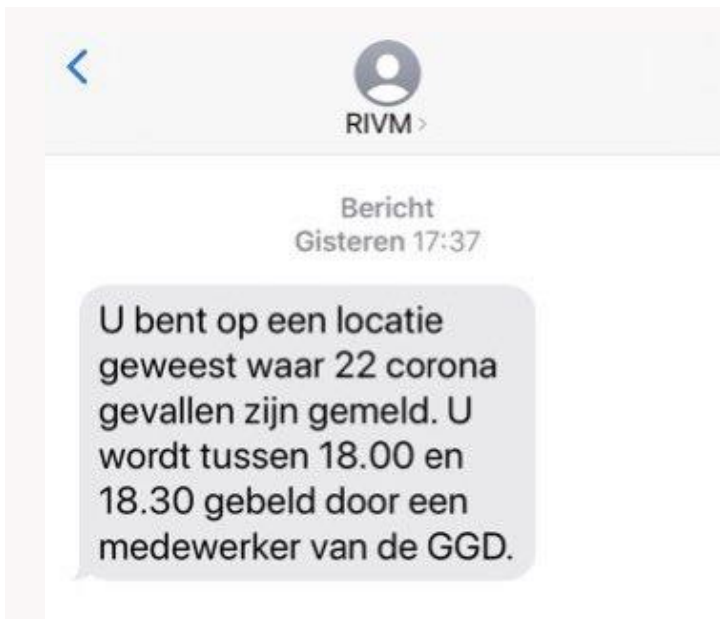 RIVM
Bericht
Gisteren 17:37
U bent op een locatie
geweest waar 22 corona
gevallen zijn gemeld. U
wordt tussen 18.00 en
18.30 gebeld door een
medewerker van de GGD.